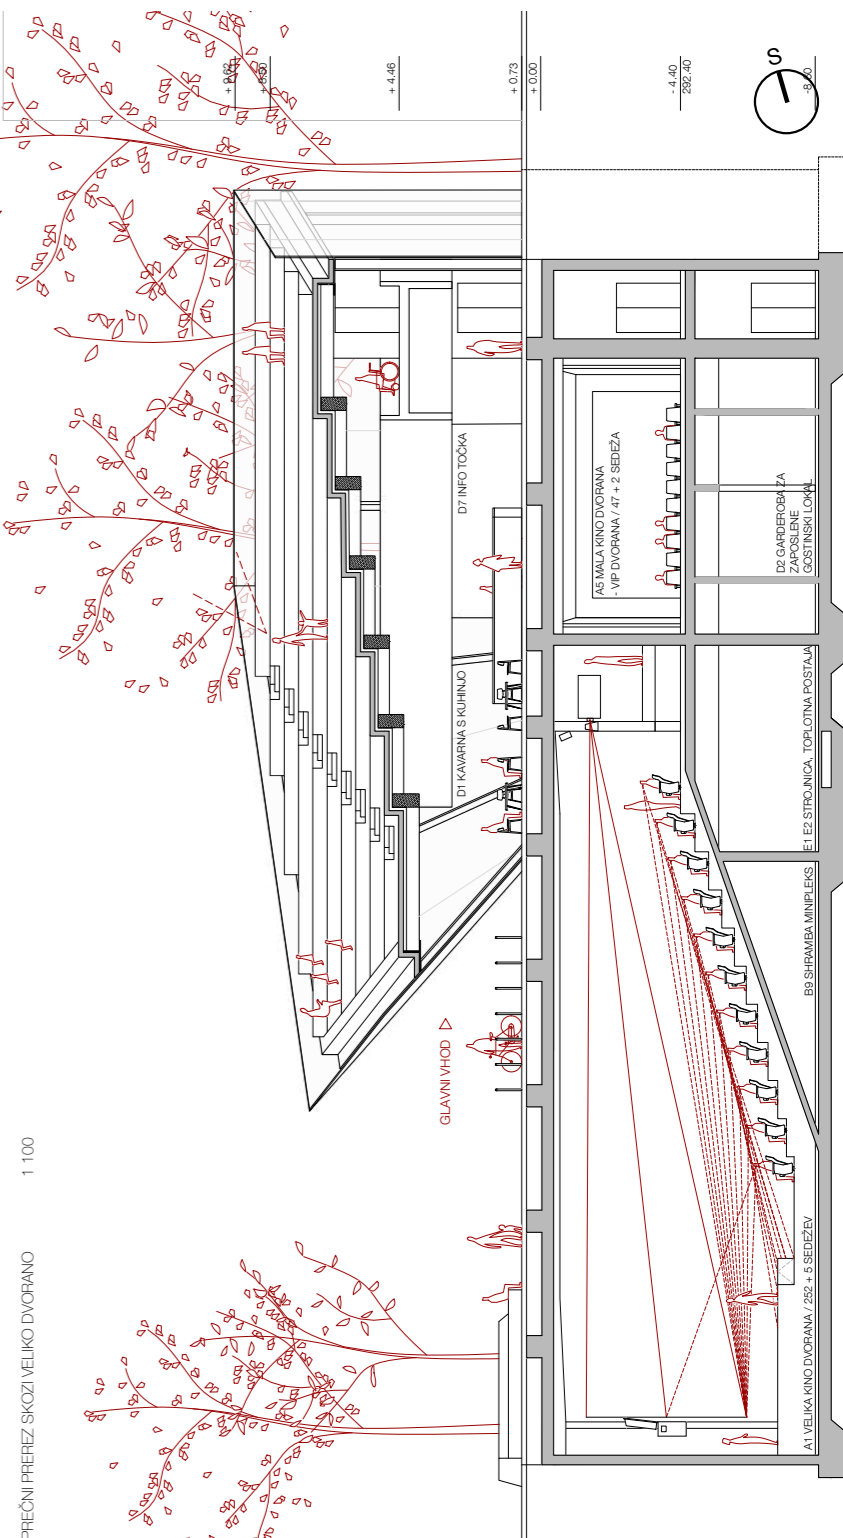 PREČNI PREREZ SKOZI VELIKO DVORANO
1 100
+ 4.46
+ 0.73
+ 0.00
- 4.40
292.40
S
D7 INFO TOČKA
D1 KAVARNA S KUHINJO
GLAVNI VHOD
A5 MALA KINO DVORANA
- VIP DVORANA / 47 + 2 SEDEŽA
D2 GARDEROBA ZA
ZAPOSLENE
GOSTINSKI LOKAL
E1 E2 STROJNICA, TOPLOTNA POSTAJA
B9 SHRAMBA MINIPLEKS
A1 VELIKA KINO DVORANA / 252 + 5 SEDEŽEV